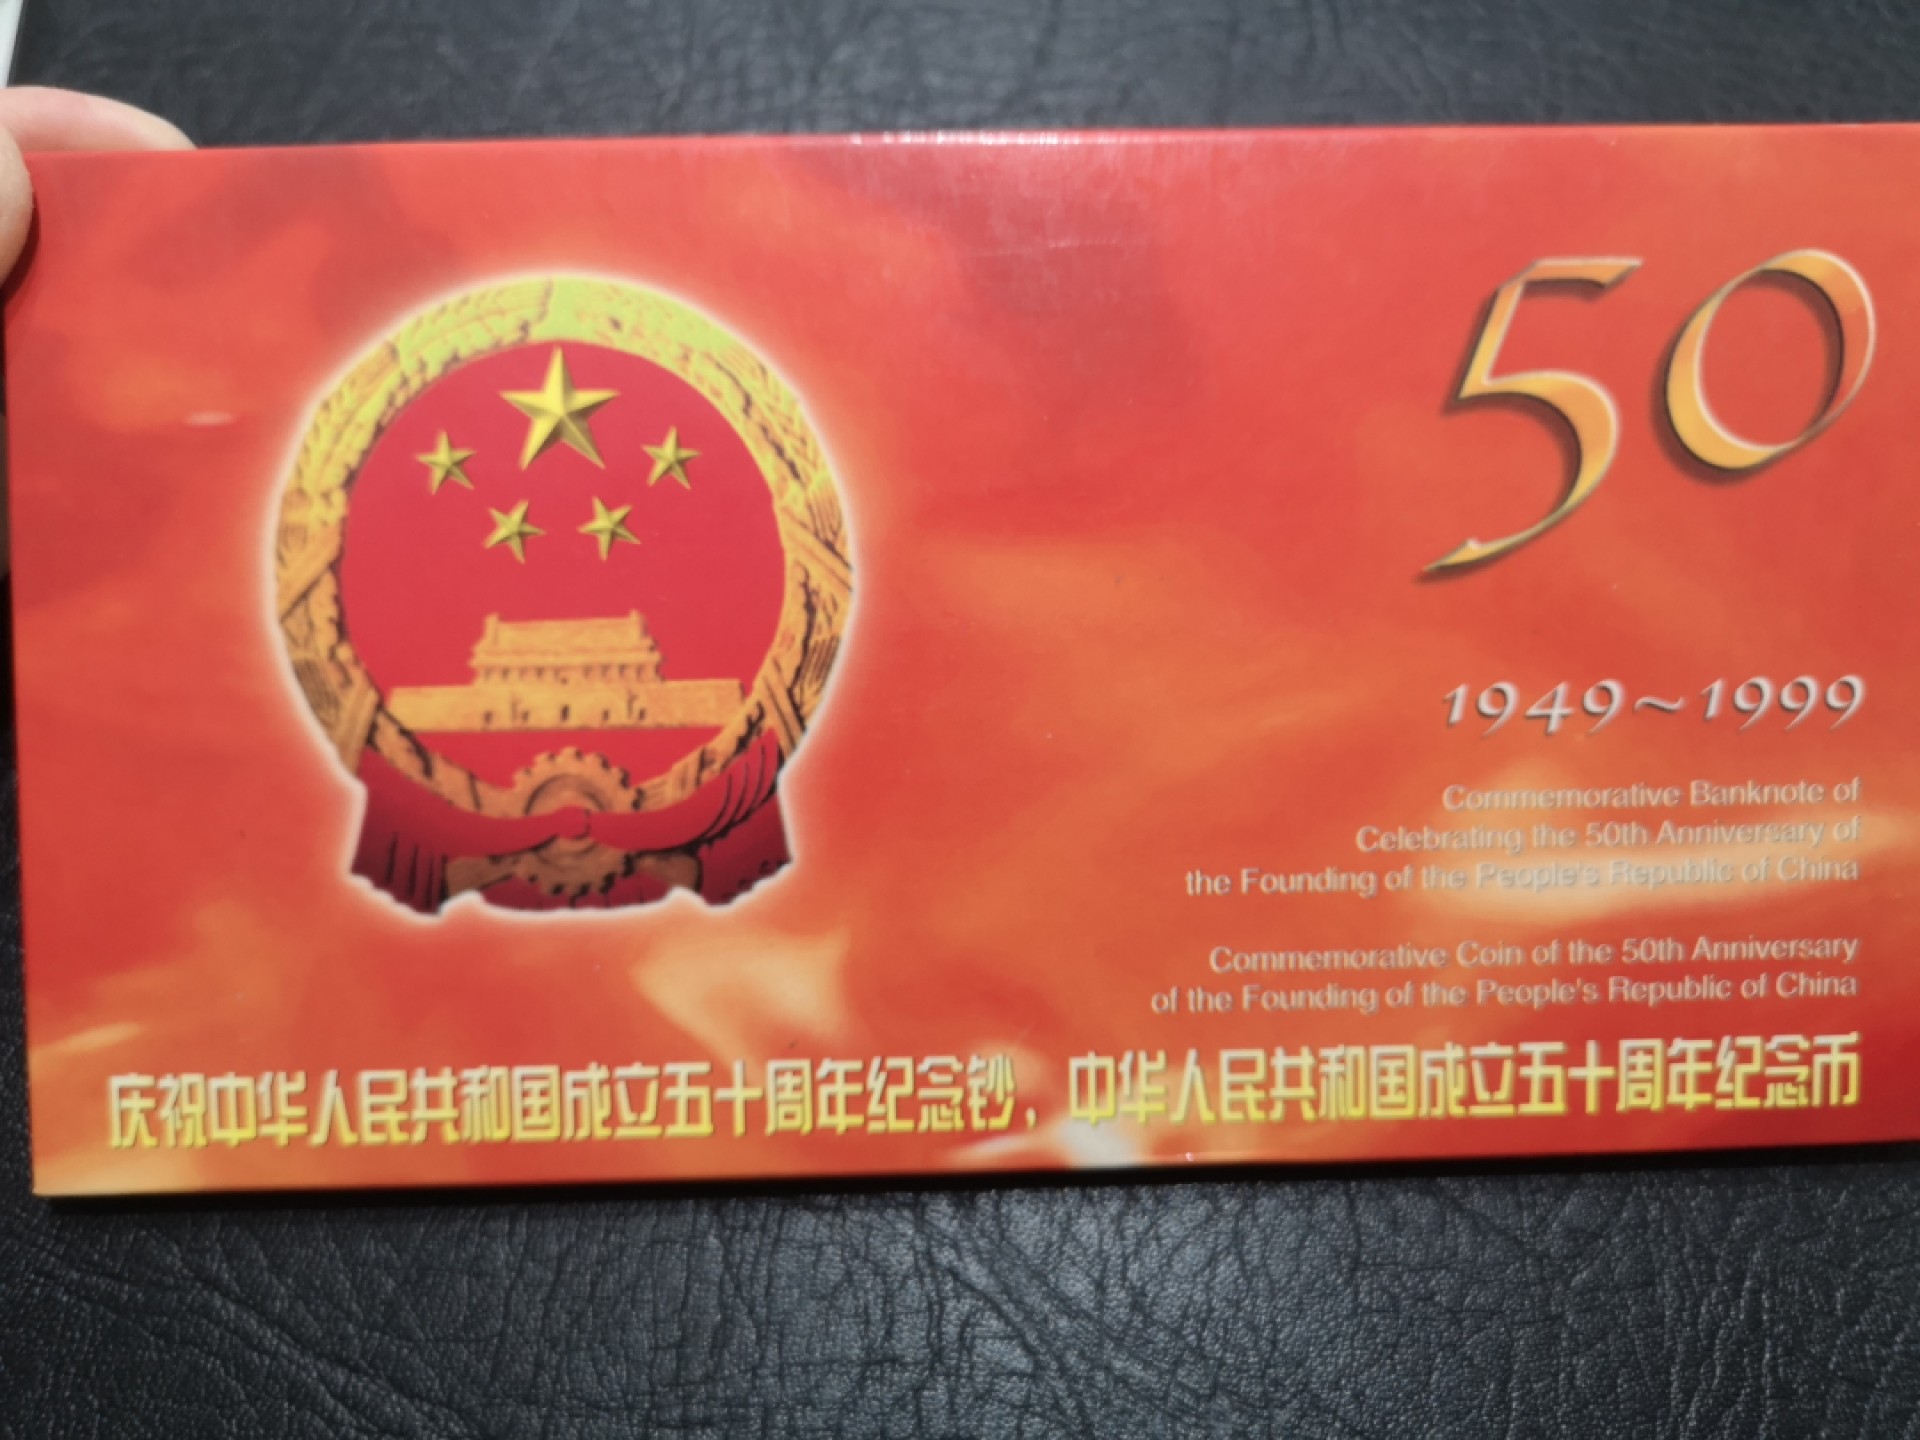 50
1949~1999
Commemorative Banknote of
Celebrating the 50th Anniversary of
the Founding of the People's Republic of China
Commemorative Coin of the 50th Anniversary
of the Founding of the People's Republic of China
庆祝中华人民共和国成立五十周年纪念钞，中华人民共和国成立五十周年纪念币